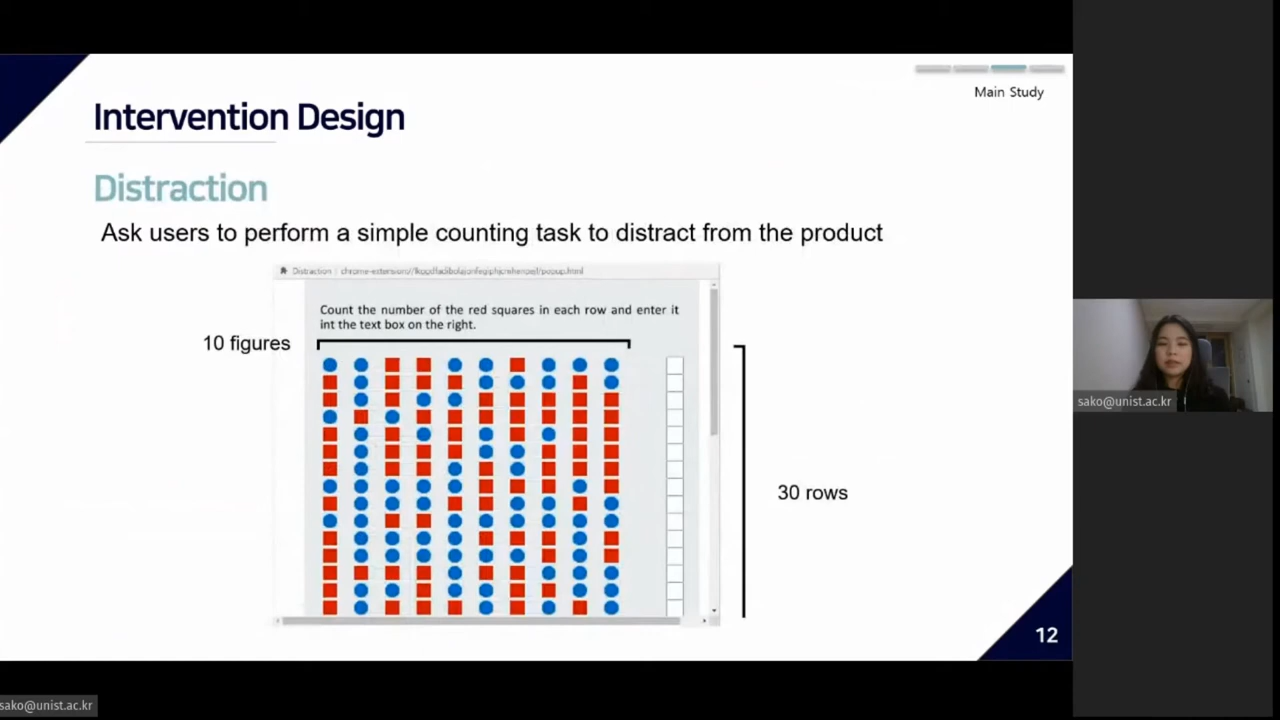 Main Study
Intervention Design
Distraction
Ask users to perform a simple counting task to distract from the product
Distraction
Count the number of the red squares in each row and enter it
int the text box on the right.
10 figures
30 rows
sako@unist.ac.kr
12
sako@unist.ac.kr